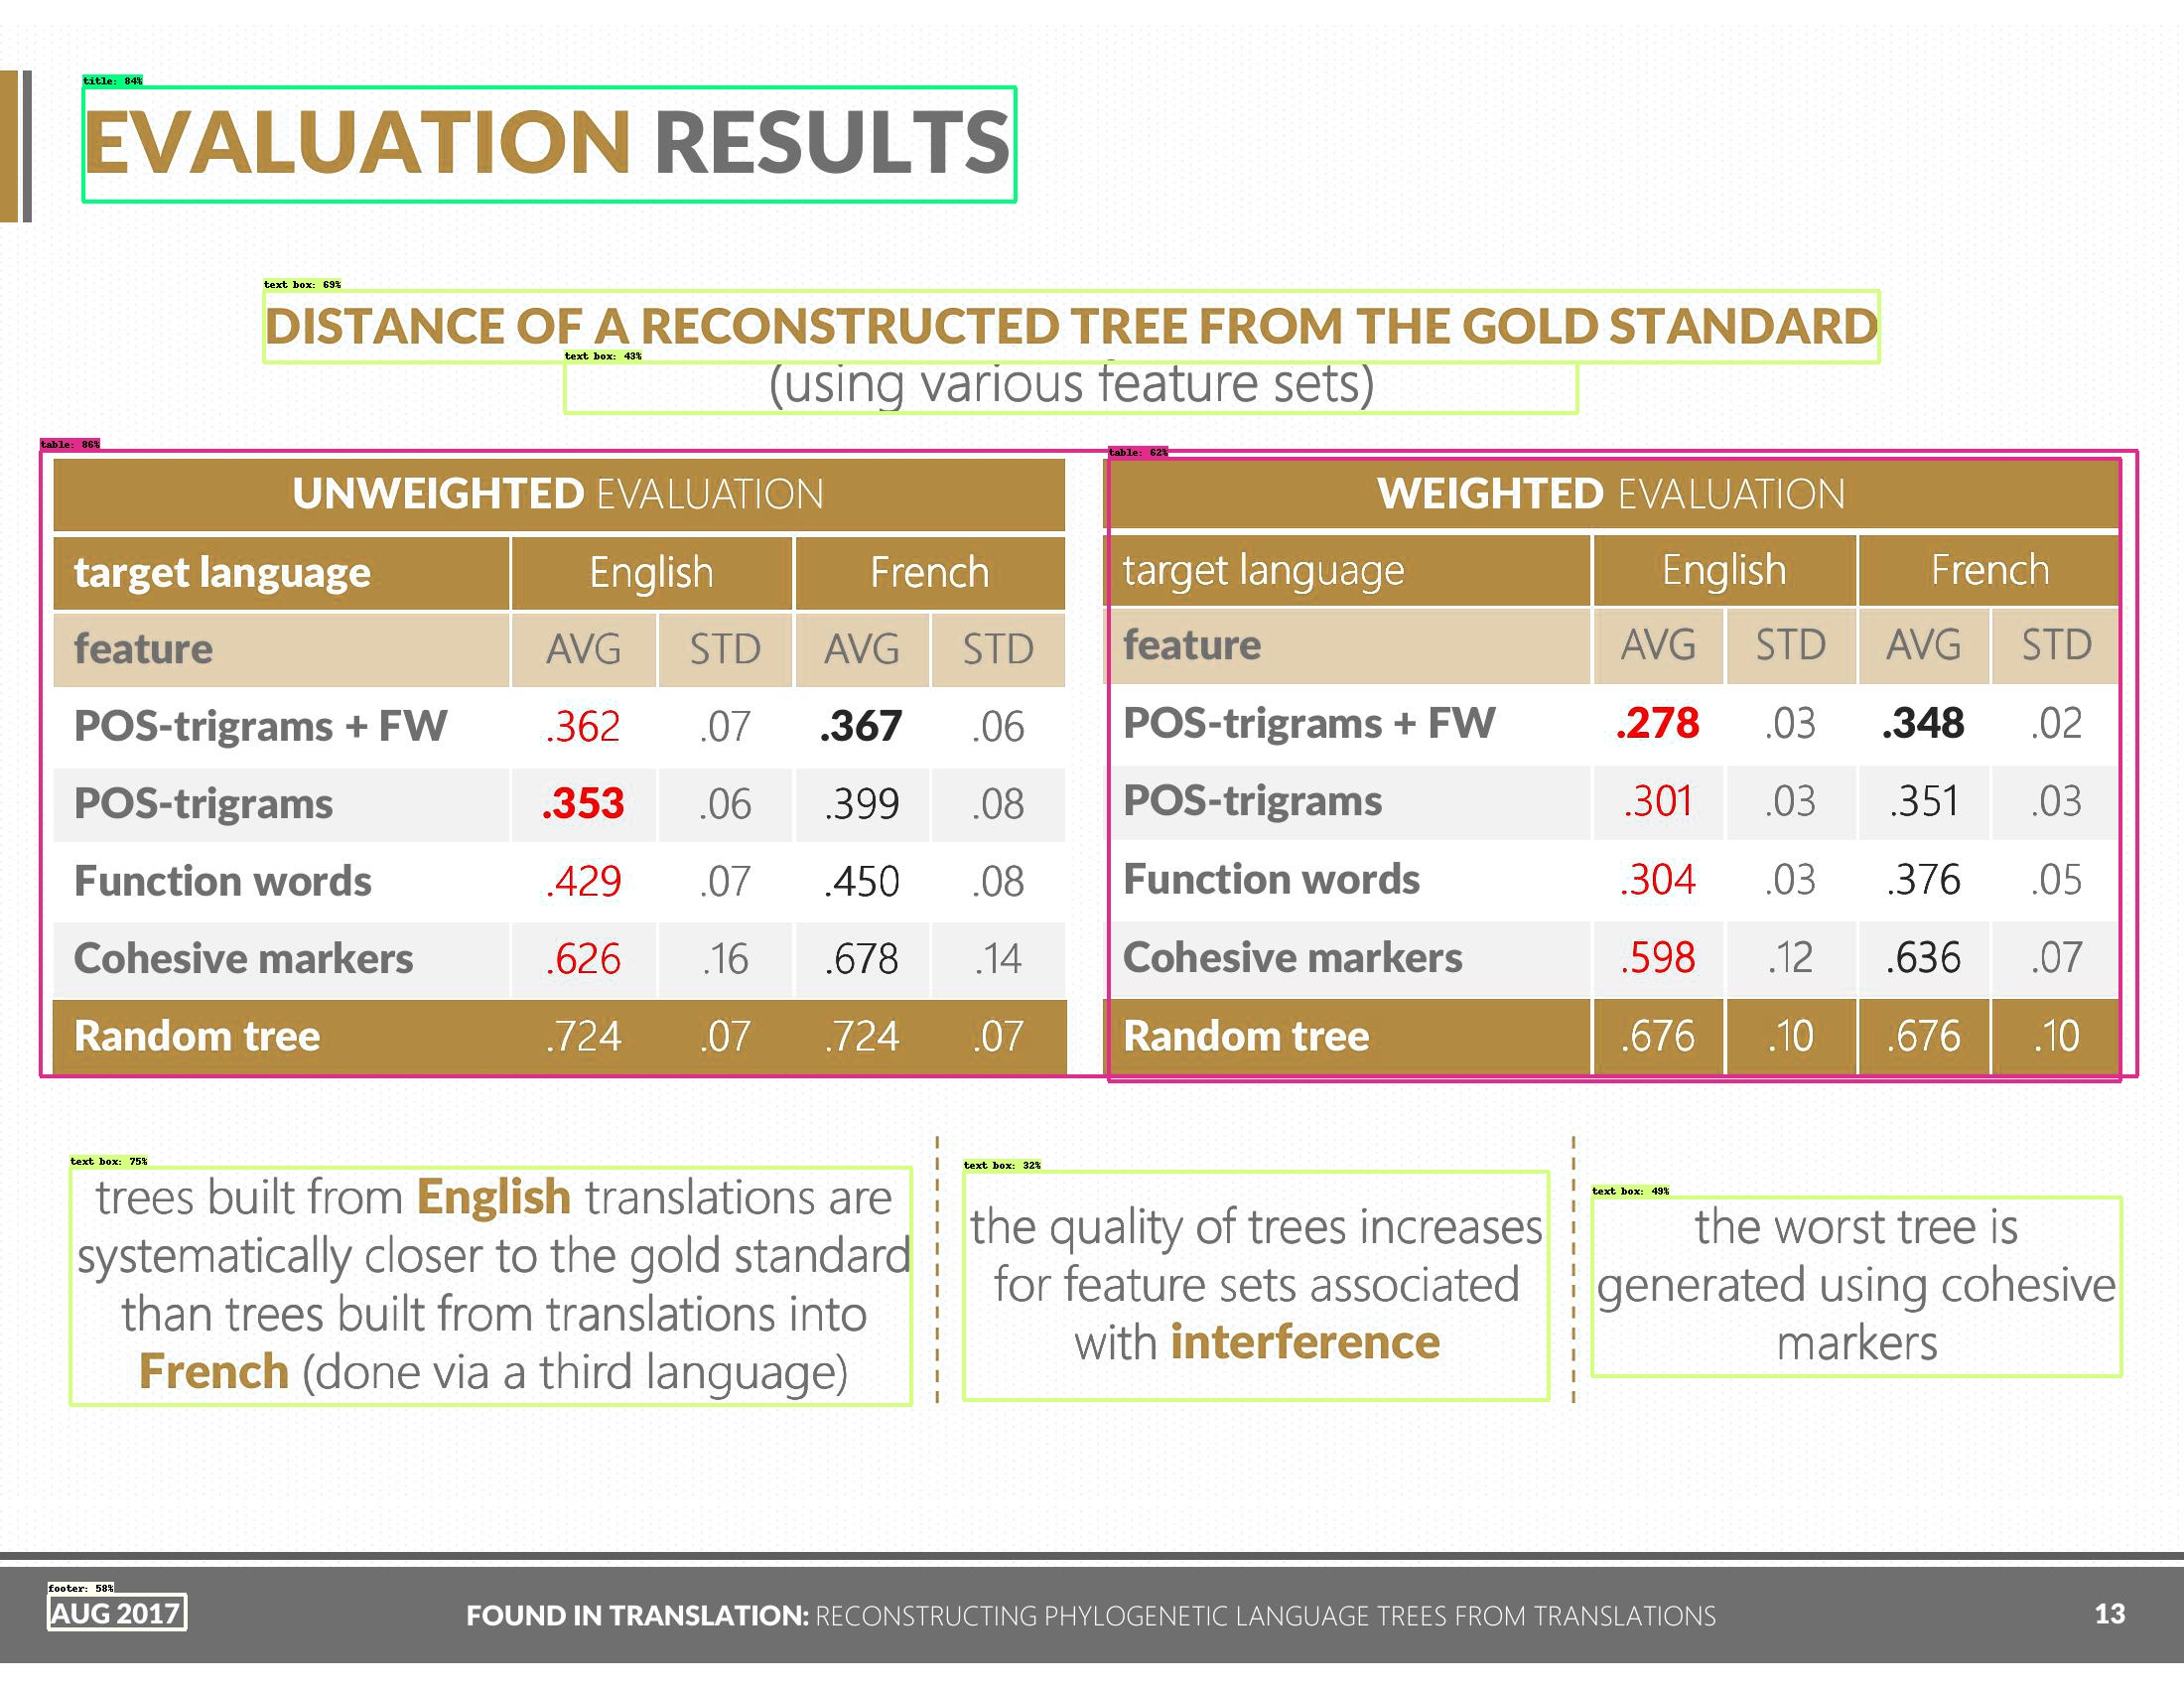 title: 84%
EVALUATION RESULTS
text box: 69%
DISTANCE OF A RECONSTRUCTED TREE FROM THE GOLD STANDARD
text box: 43%
(using various feature sets)
table: 86%
UNWEIGHTED EVALUATION
target language English French
feature AVG STD AVG STD
POS-trigrams + FW .362 .07 .367 .06
POS-trigrams .353 .06 .399 .08
Function words .429 .07 .450 .08
Cohesive markers .626 .16 .678 .14
Random tree .724 .07 .724 .07
table: 62%
WEIGHTED EVALUATION
target language English French
feature AVG STD AVG STD
POS-trigrams + FW .278 .03 .348 .02
POS-trigrams .301 .03 .351 .03
Function words .304 .03 .376 .05
Cohesive markers .598 .12 .636 .07
Random tree .676 .10 .676 .10
text box: 75%
trees built from English translations are
systematically closer to the gold standard
than trees built from translations into
French (done via a third language)
text box: 32%
the quality of trees increases
for feature sets associated
with interference
text box: 49%
the worst tree is
generated using cohesive
markers
footer: 58%
AUG 2017
FOUND IN TRANSLATION: RECONSTRUCTING PHYLOGENETIC LANGUAGE TREES FROM TRANSLATIONS
13